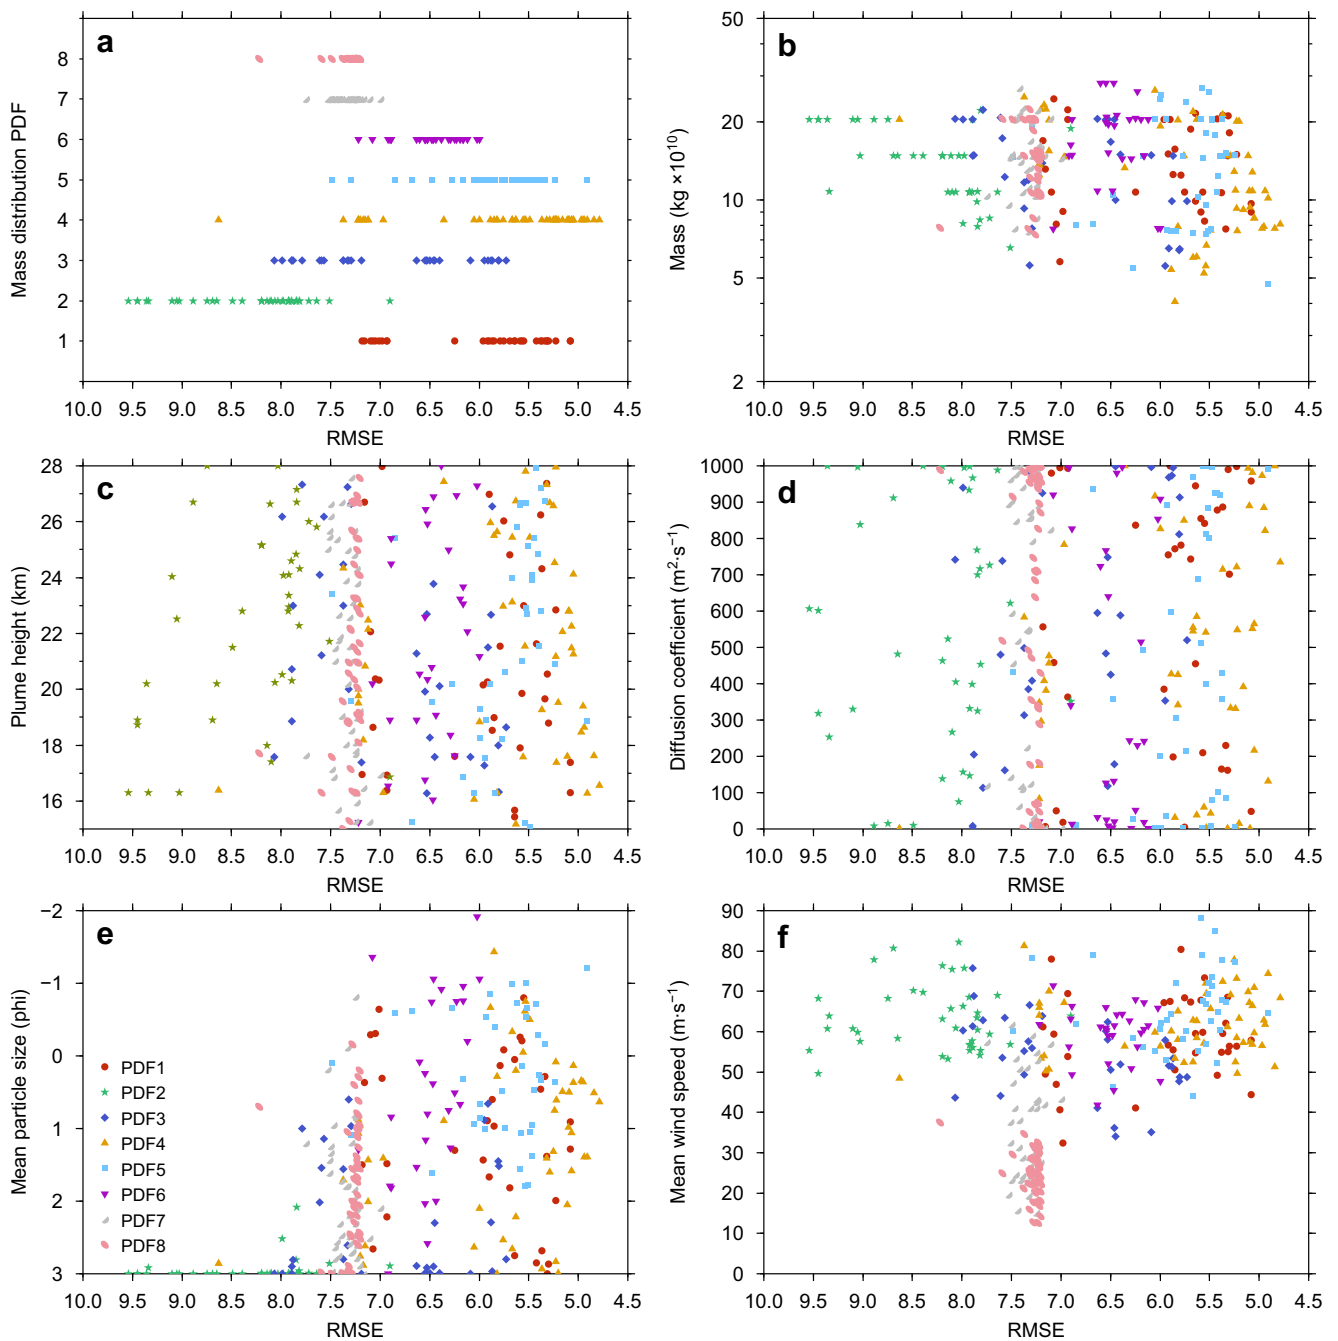 a
8
7
6
5
4
3
2
1
Mass distribution PDF
10.0 9.5 9.0 8.5 8.0 7.5 7.0 6.5 6.0 5.5 5.0 4.5
RMSE
b
50
20
10
5
2
Mass (kg ×10¹⁰)
10.0 9.5 9.0 8.5 8.0 7.5 7.0 6.5 6.0 5.5 5.0 4.5
RMSE
c
28
26
24
22
20
18
16
Plume height (km)
10.0 9.5 9.0 8.5 8.0 7.5 7.0 6.5 6.0 5.5 5.0 4.5
RMSE
d
1000
900
800
700
600
500
400
300
200
100
0
Diffusion coefficient (m²·s⁻¹)
10.0 9.5 9.0 8.5 8.0 7.5 7.0 6.5 6.0 5.5 5.0 4.5
RMSE
e
−2
−1
0
1
2
3
Mean particle size (phi)
PDF1
PDF2
PDF3
PDF4
PDF5
PDF6
PDF7
PDF8
10.0 9.5 9.0 8.5 8.0 7.5 7.0 6.5 6.0 5.5 5.0 4.5
RMSE
f
90
80
70
60
50
40
30
20
10
0
Mean wind speed (m·s⁻¹)
10.0 9.5 9.0 8.5 8.0 7.5 7.0 6.5 6.0 5.5 5.0 4.5
RMSE